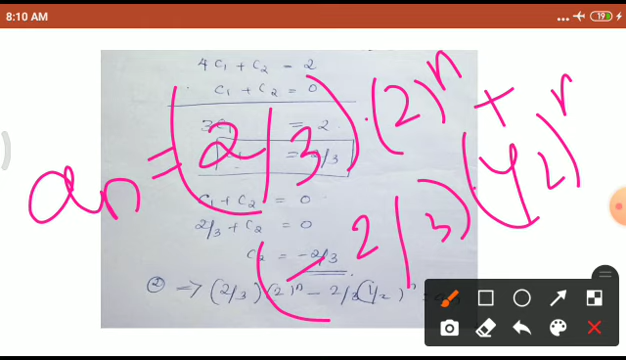 8:10 AM
19
4C₁ + C₂ = 2
C₁ + C₂ = 0
3C₁ = 2
= 2/3
C₁ + C₂ = 0
2/3 + C₂ = 0
C₂ = -2/3
② => (2/3) (2)ⁿ - 2/3 (1/2)ⁿ
aₙ = (2/3) · (2)ⁿ +
(-2/3) (1/2)ⁿ